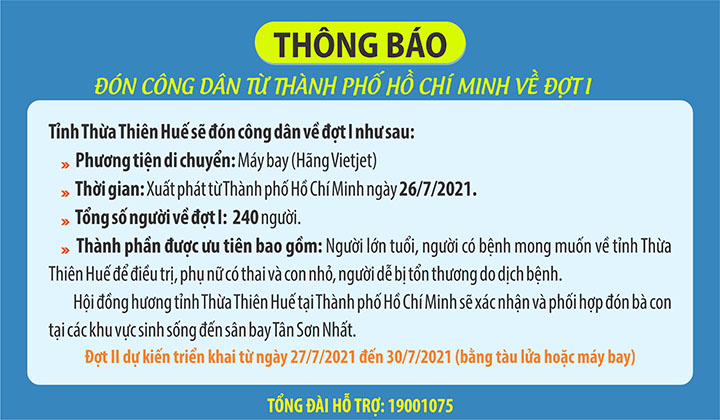 THÔNG BÁO
ĐÓN CÔNG DÂN TỪ THÀNH PHỐ HỒ CHÍ MINH VỀ ĐỢT I
Tỉnh Thừa Thiên Huế sẽ đón công dân về đợt I như sau:
» Phương tiện di chuyển: Máy bay (Hãng Vietjet)
» Thời gian: Xuất phát từ Thành phố Hồ Chí Minh ngày 26/7/2021.
» Tổng số người về đợt I: 240 người.
» Thành phần được ưu tiên bao gồm: Người lớn tuổi, người có bệnh mong muốn về tỉnh Thừa
Thiên Huế để điều trị, phụ nữ có thai và con nhỏ, người dễ bị tổn thương do dịch bệnh.
Hội đồng hương tỉnh Thừa Thiên Huế tại Thành phố Hồ Chí Minh sẽ xác nhận và phối hợp đón bà con
tại các khu vực sinh sống đến sân bay Tân Sơn Nhất.
Đợt II dự kiến triển khai từ ngày 27/7/2021 đến 30/7/2021 (bằng tàu lửa hoặc máy bay)
TỔNG ĐÀI HỖ TRỢ: 19001075